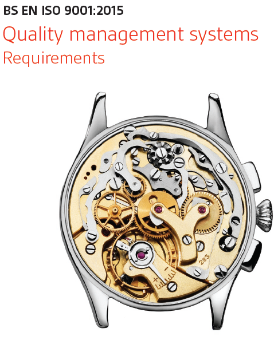 BS EN ISO 9001:2015
Quality management systems
Requirements